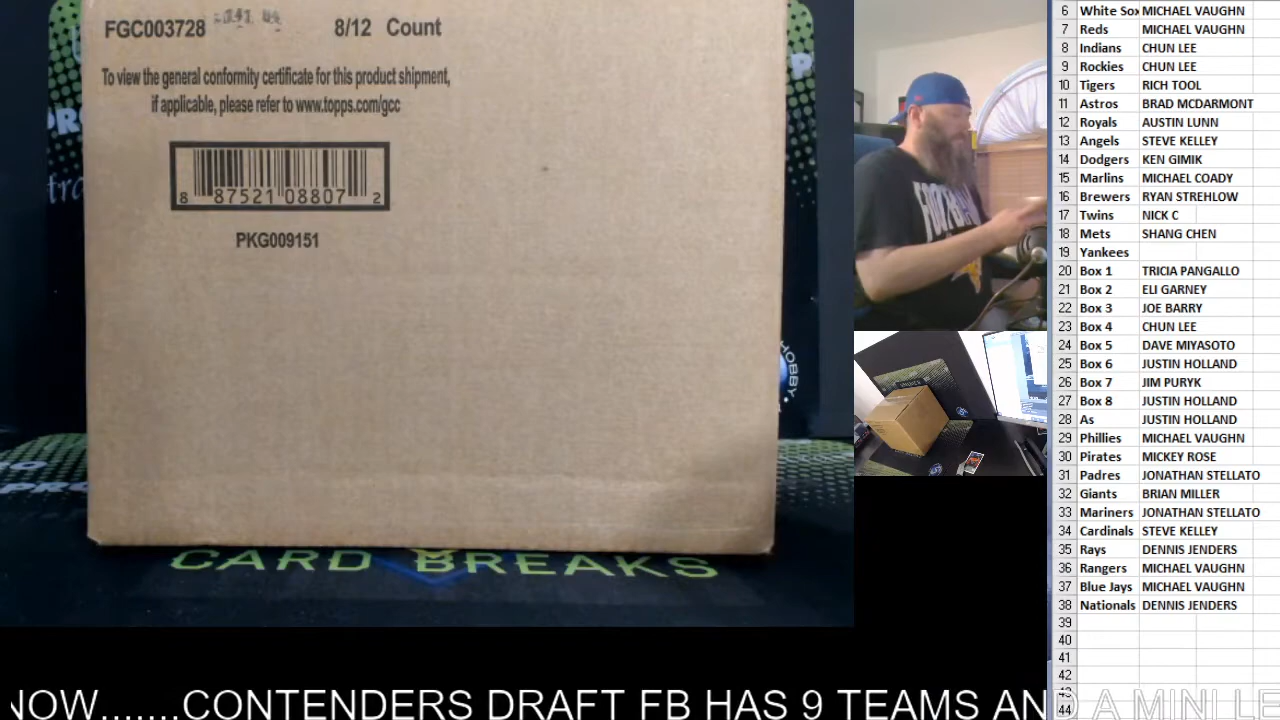 FGC003728 8/12 Count
To view the general conformity certificate for this product shipment,
if applicable, please refer to www.topps.com/gcc
8 87521 08807 2
PKG009151
CARD BREAKS
HOBBY
6 White Sox MICHAEL VAUGHN
7 Reds MICHAEL VAUGHN
8 Indians CHUN LEE
9 Rockies CHUN LEE
10 Tigers RICH TOOL
11 Astros BRAD MCDARMONT
12 Royals AUSTIN LUNN
13 Angels STEVE KELLEY
14 Dodgers KEN GIMIK
15 Marlins MICHAEL COADY
16 Brewers RYAN STREHLOW
17 Twins NICK C
18 Mets SHANG CHEN
19 Yankees
20 Box 1 TRICIA PANGALLO
21 Box 2 ELI GARNEY
22 Box 3 JOE BARRY
23 Box 4 CHUN LEE
24 Box 5 DAVE MIYASOTO
25 Box 6 JUSTIN HOLLAND
26 Box 7 JIM PURYK
27 Box 8 JUSTIN HOLLAND
28 As JUSTIN HOLLAND
29 Phillies MICHAEL VAUGHN
30 Pirates MICKEY ROSE
31 Padres JONATHAN STELLATO
32 Giants BRIAN MILLER
33 Mariners JONATHAN STELLATO
34 Cardinals STEVE KELLEY
35 Rays DENNIS JENDERS
36 Rangers MICHAEL VAUGHN
37 Blue Jays MICHAEL VAUGHN
38 Nationals DENNIS JENDERS
39
40
41
42
44
NOW.......CONTENDERS DRAFT FB HAS 9 TEAMS AND A MINI LE